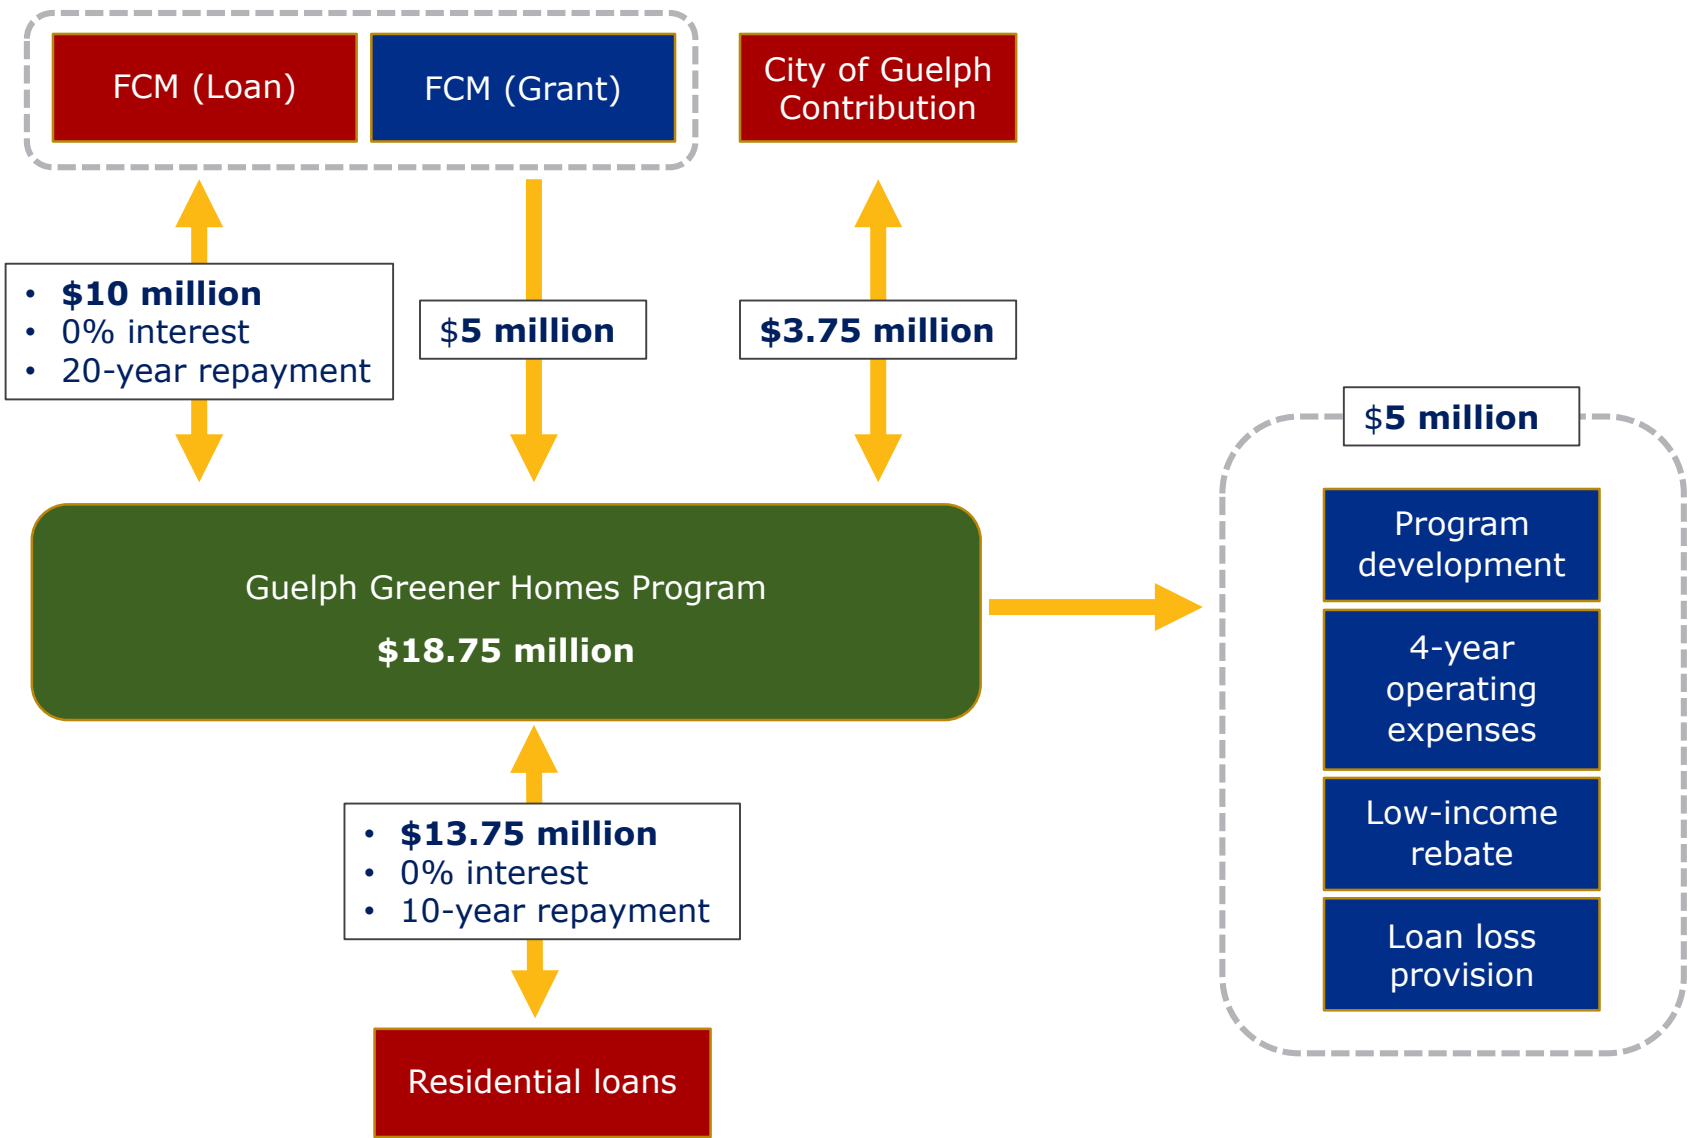 FCM (Loan)
FCM (Grant)
City of Guelph
Contribution
• $10 million
• 0% interest
• 20-year repayment
$5 million
$3.75 million
Guelph Greener Homes Program
$18.75 million
$5 million
Program
development
4-year
operating
expenses
Low-income
rebate
Loan loss
provision
• $13.75 million
• 0% interest
• 10-year repayment
Residential loans